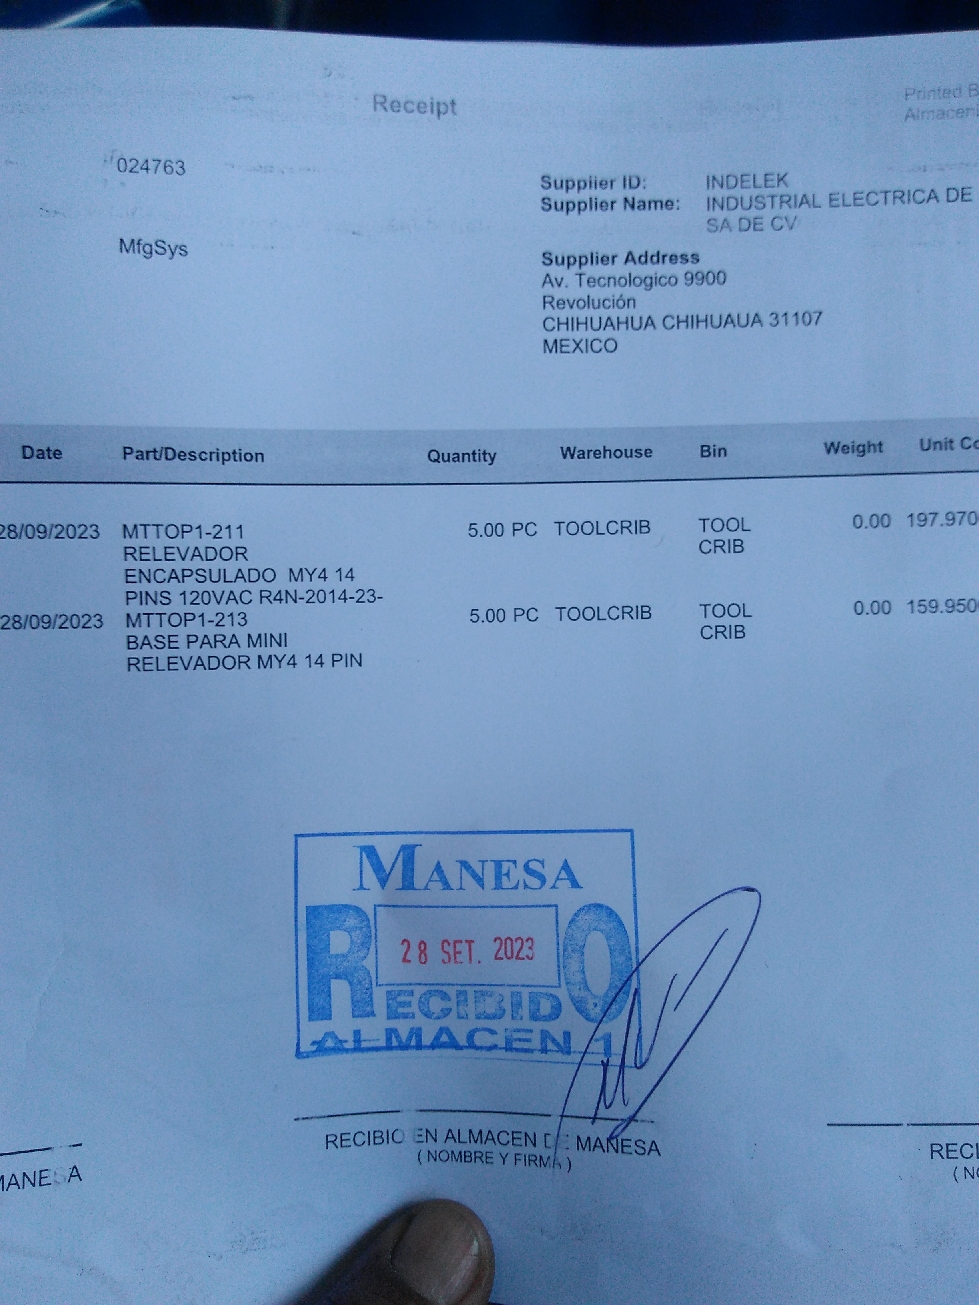 Receipt
Printed B
Almacen
024763
Supplier ID: INDELEK
Supplier Name: INDUSTRIAL ELECTRICA DE
SA DE CV
MfgSys
Supplier Address
Av. Tecnologico 9900
Revolución
CHIHUAHUA CHIHUAUA 31107
MEXICO
Date Part/Description Quantity Warehouse Bin Weight Unit Co
28/09/2023 MTTOP1-211 5.00 PC TOOLCRIB TOOL 0.00 197.970
RELEVADOR CRIB
ENCAPSULADO MY4 14
PINS 120VAC R4N-2014-23-
28/09/2023 MTTOP1-213 5.00 PC TOOLCRIB TOOL 0.00 159.950
BASE PARA MINI CRIB
RELEVADOR MY4 14 PIN
MANESA
28 SET. 2023
RECIBIDO
ALMACEN 1
RECIBIO EN ALMACEN DE MANESA
( NOMBRE Y FIRMA )
MANESA
RECI
( NO